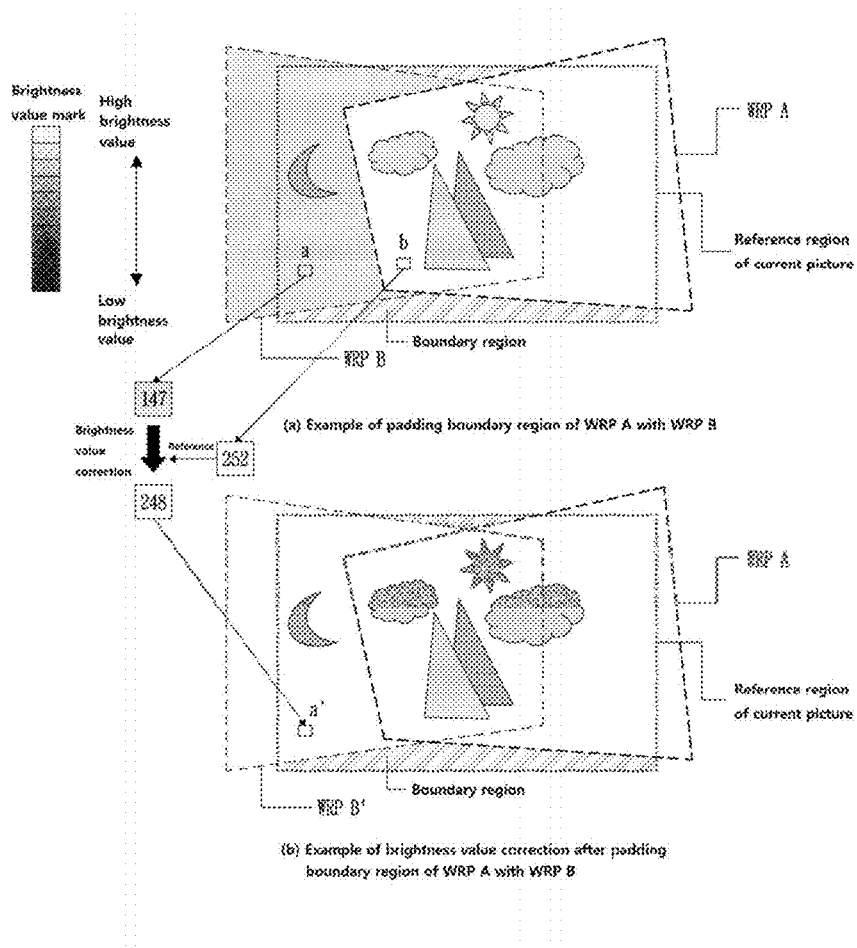 Brightness
value mark
High
brightness
value
Low
brightness
value
WRP A
Reference region
of current picture
a
b
Boundary region
WRP B
147
(a) Example of padding boundary region of WRP A with WRP B
Brightness
value
correction
Reference
252
248
WRP A
Reference region
of current picture
a'
Boundary region
WRP B'
(b) Example of brightness value correction after padding
boundary region of WRP A with WRP B